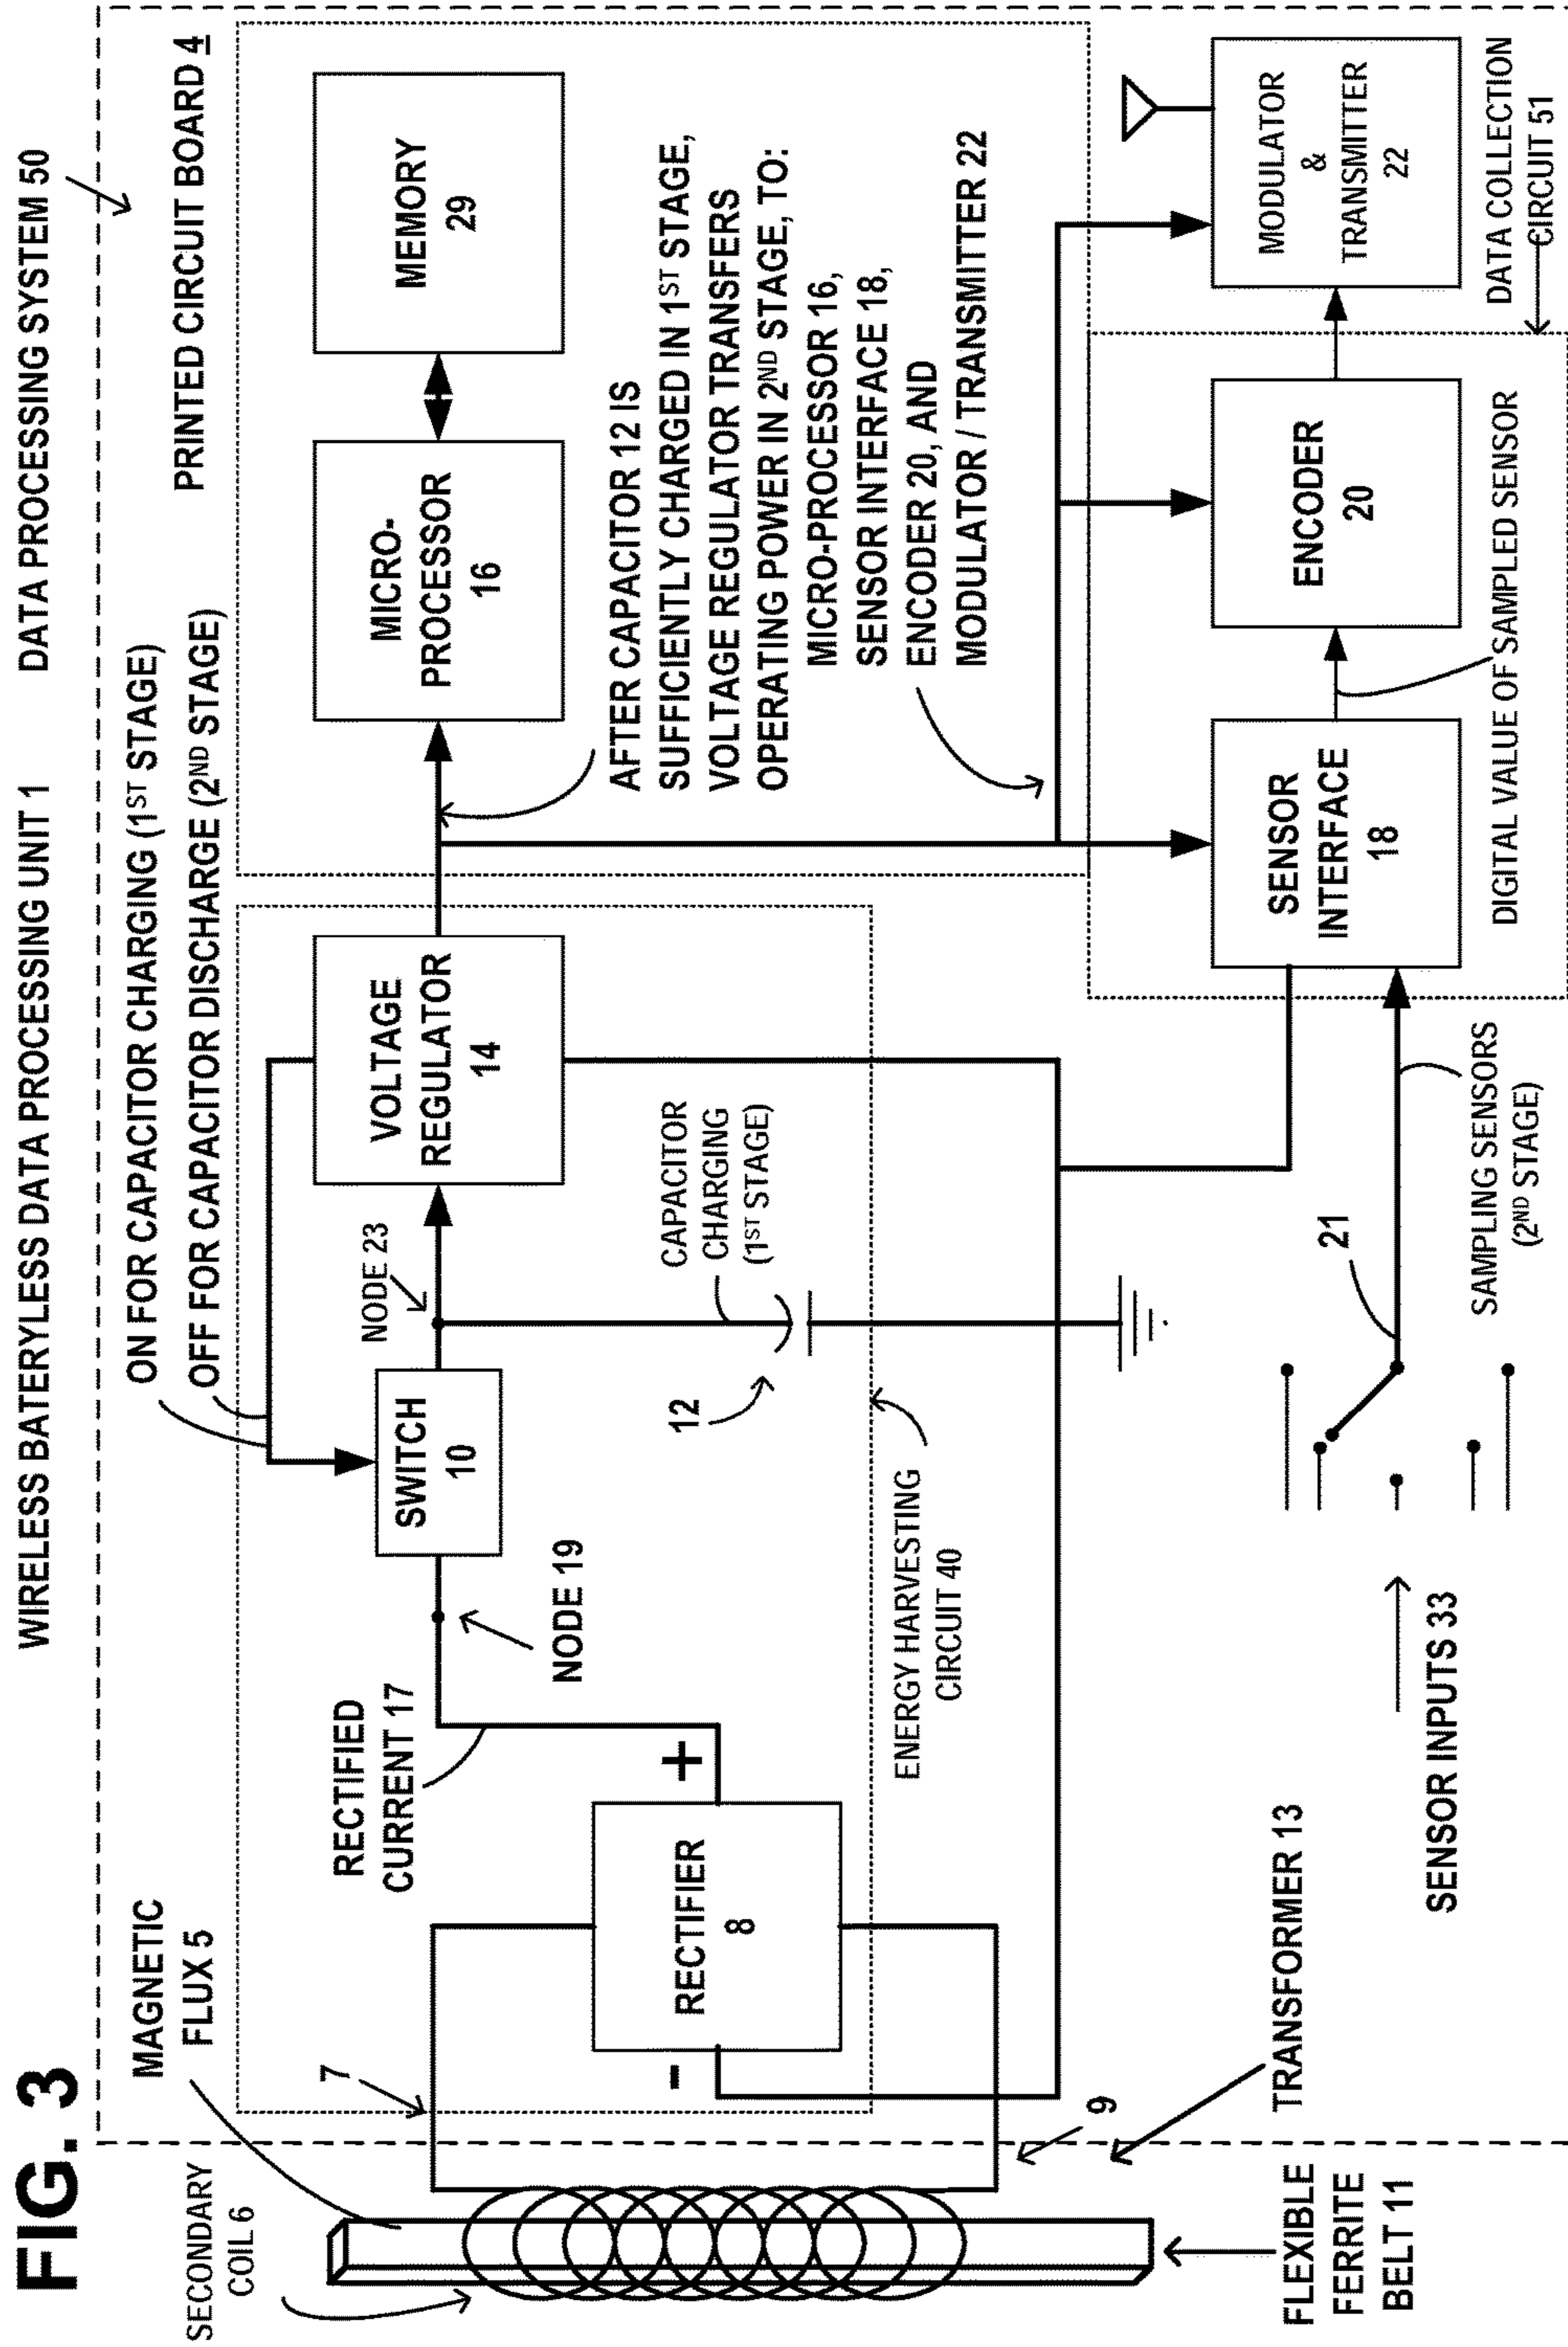 FIG. 3
WIRELESS BATERYLESS DATA PROCESSING UNIT 1
DATA PROCESSING SYSTEM 50
PRINTED CIRCUIT BOARD 4
ON FOR CAPACITOR CHARGING (1ST STAGE)
OFF FOR CAPACITOR DISCHARGE (2ND STAGE)
MAGNETIC
FLUX 5
SECONDARY
COIL 6
7
RECTIFIED
CURRENT 17
NODE 19
SWITCH
10
NODE 23
VOLTAGE
REGULATOR
14
MICRO-
PROCESSOR
16
MEMORY
29
-
RECTIFIER
8
+
12
CAPACITOR
CHARGING
(1ST STAGE)
AFTER CAPACITOR 12 IS
SUFFICIENTLY CHARGED IN 1ST STAGE,
VOLTAGE REGULATOR TRANSFERS
OPERATING POWER IN 2ND STAGE, TO:
MICRO-PROCESSOR 16,
SENSOR INTERFACE 18,
ENCODER 20, AND
MODULATOR / TRANSMITTER 22
ENERGY HARVESTING
CIRCUIT 40
9
TRANSFORMER 13
FLEXIBLE
FERRITE
BELT 11
SENSOR INPUTS 33
21
SAMPLING SENSORS
(2ND STAGE)
SENSOR
INTERFACE
18
ENCODER
20
MODULATOR
&
TRANSMITTER
22
DIGITAL VALUE OF SAMPLED SENSOR
DATA COLLECTION
CIRCUIT 51